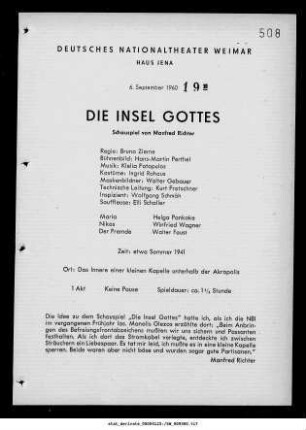 508
DEUTSCHES NATIONALTHEATER WEIMAR
HAUS JENA
6. September 1960 19
DIE INSEL GOTTES
Schauspiel von Manfred Richter
Regie: Bruno Zieme
Bühnenbild: Hans-Martin Perthel
Musik: Klelia Fotopulos
Kostüme: Ingrid Rahaus
Maskenbildner: Walter Gebauer
Technische Leitung: Kurt Pretschner
Inspizient: Wolfgang Schmäh
Souffleuse: Elli Schaller
Maria Helga Pankoke
Nikos Winfried Wagner
Der Fremde Walter Faust
Zeit: etwa Sommer 1941
Ort: Das Innere einer kleinen Kapelle unterhalb der Akropolis
1 Akt Keine Pause Spieldauer: ca. 1¼ Stunde
Die Idee zu dem Schauspiel „Die Insel Gottes" hatte ich, als ich die NBI
im vergangenen Frühjahr las. Manolis Glezos erzählte dort: „Beim Anbrin-
gen des Befreiungsfrontabzeichens mußten wir uns sichern und Passanten
festhalten. Als ich dort das Stromkabel verlegte, entdeckte ich zwischen
Sträuchern ein Liebespaar. Es tat mir leid, ich mußte es in eine kleine Kapelle
sperren. Beide waren aber nicht böse und wurden sogar gute Partisanen."
Manfred Richter